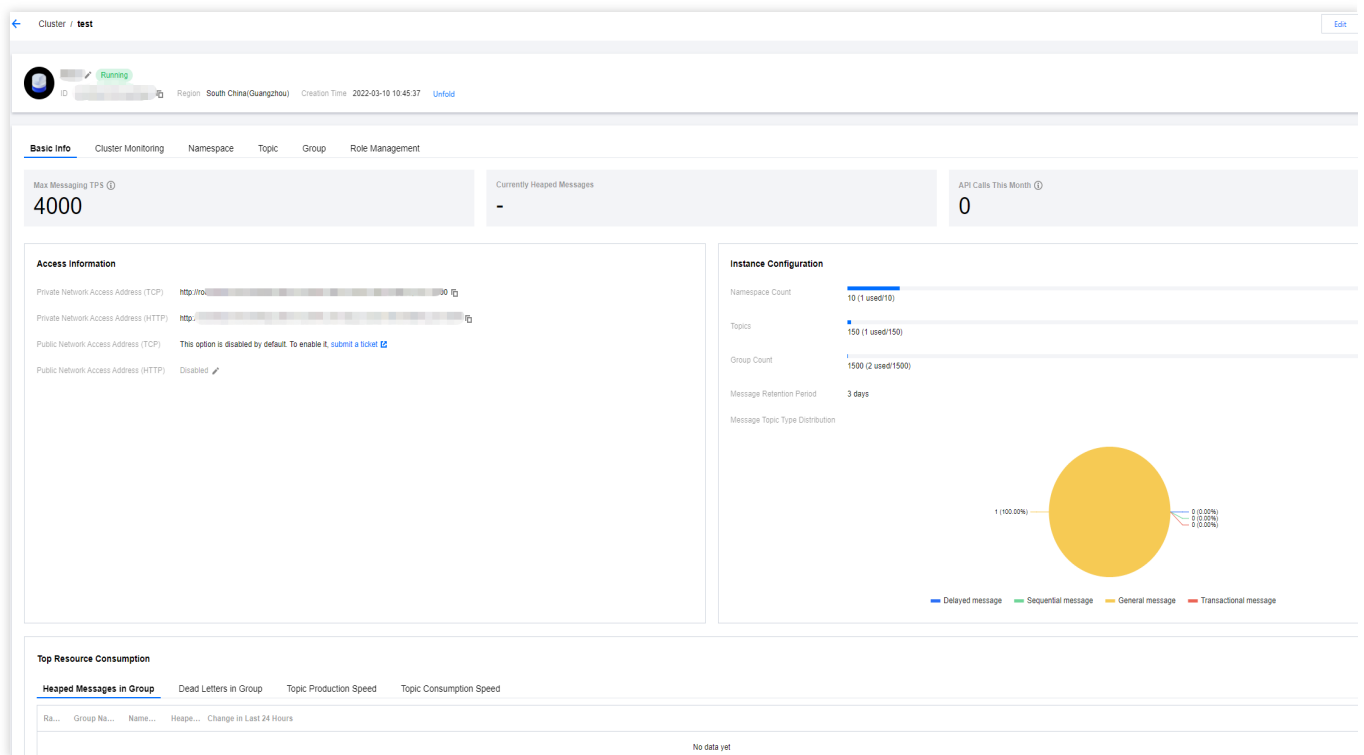 Cluster / test
Edit
Running
ID Region South China(Guangzhou) Creation Time 2022-03-10 10:45:37 Unfold
Basic Info Cluster Monitoring Namespace Topic Group Role Management
Max Messaging TPS
4000
Currently Heaped Messages
-
API Calls This Month
0
Access Information
Private Network Access Address (TCP) http://
Private Network Access Address (HTTP) http:
Public Network Access Address (TCP) This option is disabled by default. To enable it, submit a ticket
Public Network Access Address (HTTP) Disabled
Instance Configuration
Namespace Count
10 (1 used/10)
Topics
150 (1 used/150)
Group Count
1500 (2 used/1500)
Message Retention Period 3 days
Message Topic Type Distribution
1 (100.00%)
0 (0.00%)
0 (0.00%)
0 (0.00%)
Delayed message Sequential message General message Transactional message
Top Resource Consumption
Heaped Messages in Group Dead Letters in Group Topic Production Speed Topic Consumption Speed
Ra... Group Na... Name... Heape... Change in Last 24 Hours
No data yet